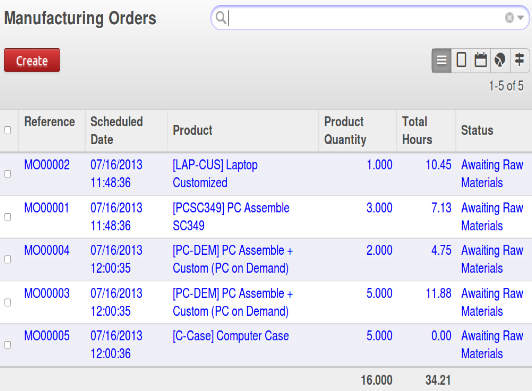 Manufacturing Orders
Create
1-5 of 5
Reference Scheduled Date Product Product Quantity Total Hours Status
MO00002 07/16/2013 11:48:36 [LAP-CUS] Laptop Customized 1.000 10.45 Awaiting Raw Materials
MO00001 07/16/2013 11:48:36 [PCSC349] PC Assemble SC349 3.000 7.13 Awaiting Raw Materials
MO00004 07/16/2013 12:00:35 [PC-DEM] PC Assemble + Custom (PC on Demand) 2.000 4.75 Awaiting Raw Materials
MO00003 07/16/2013 12:00:35 [PC-DEM] PC Assemble + Custom (PC on Demand) 5.000 11.88 Awaiting Raw Materials
MO00005 07/16/2013 12:00:36 [C-Case] Computer Case 5.000 0.00 Awaiting Raw Materials
16.000 34.21